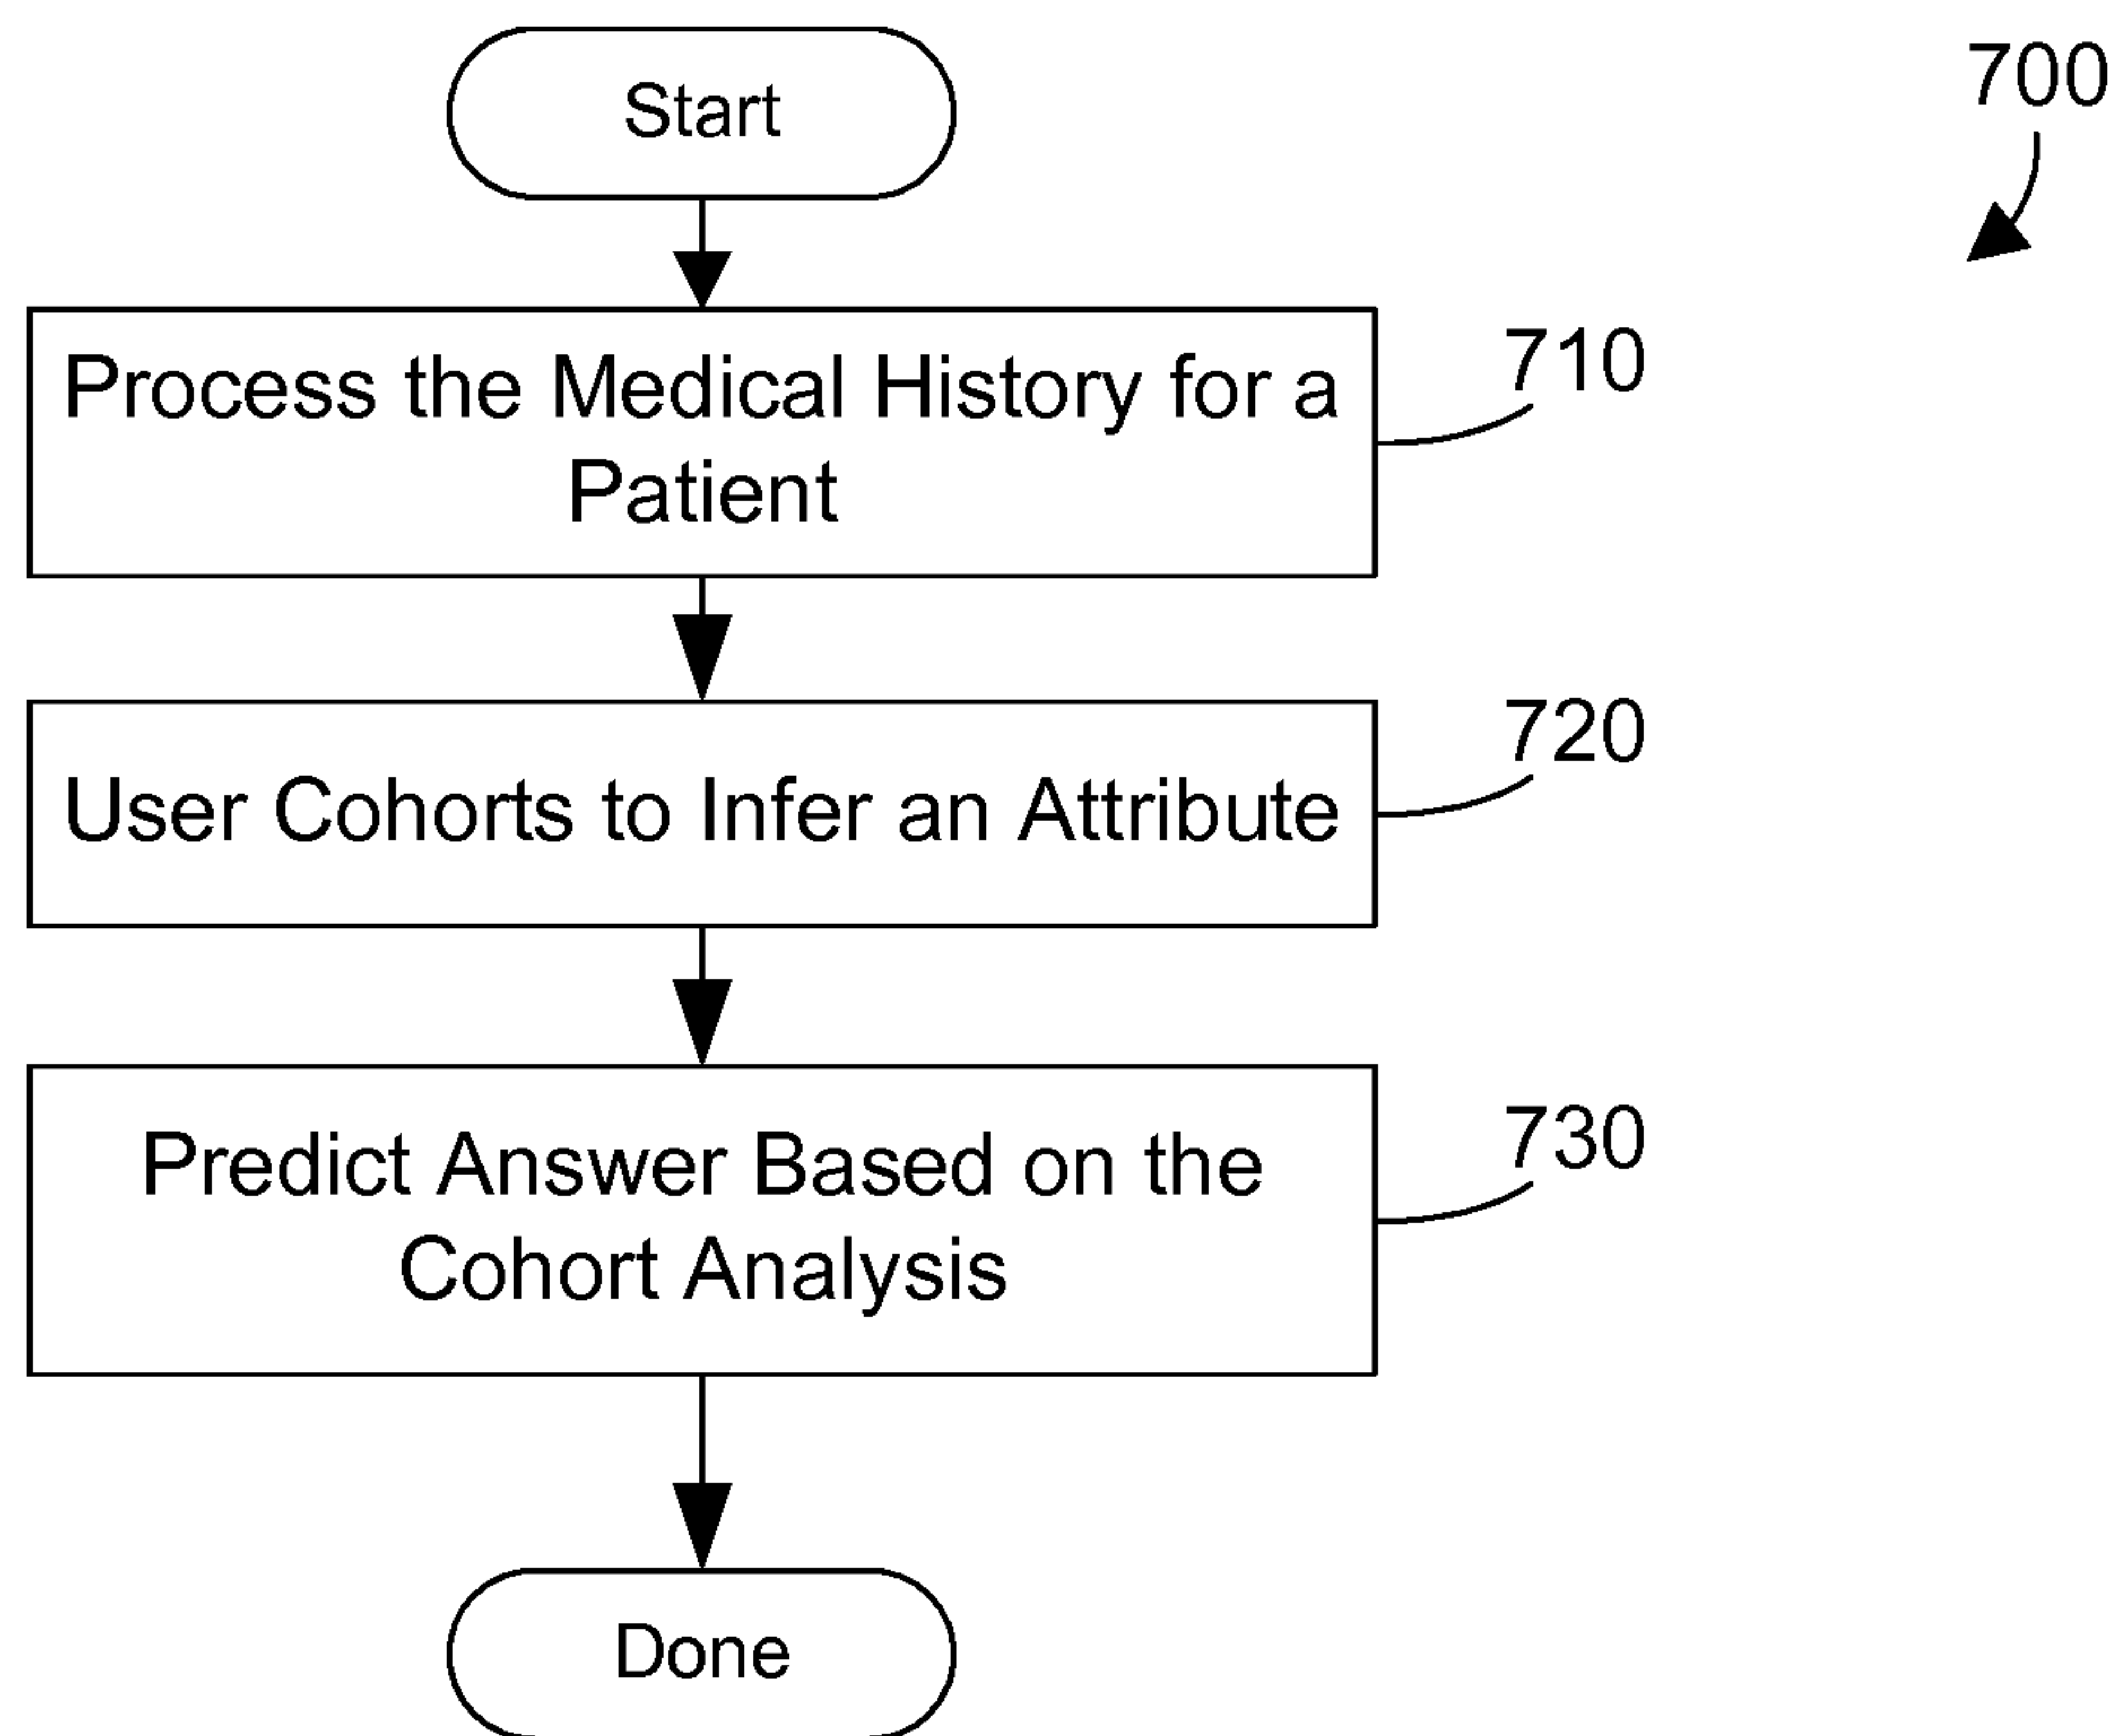 Start
700
Process the Medical History for a
Patient
710
User Cohorts to Infer an Attribute
720
Predict Answer Based on the
Cohort Analysis
730
Done